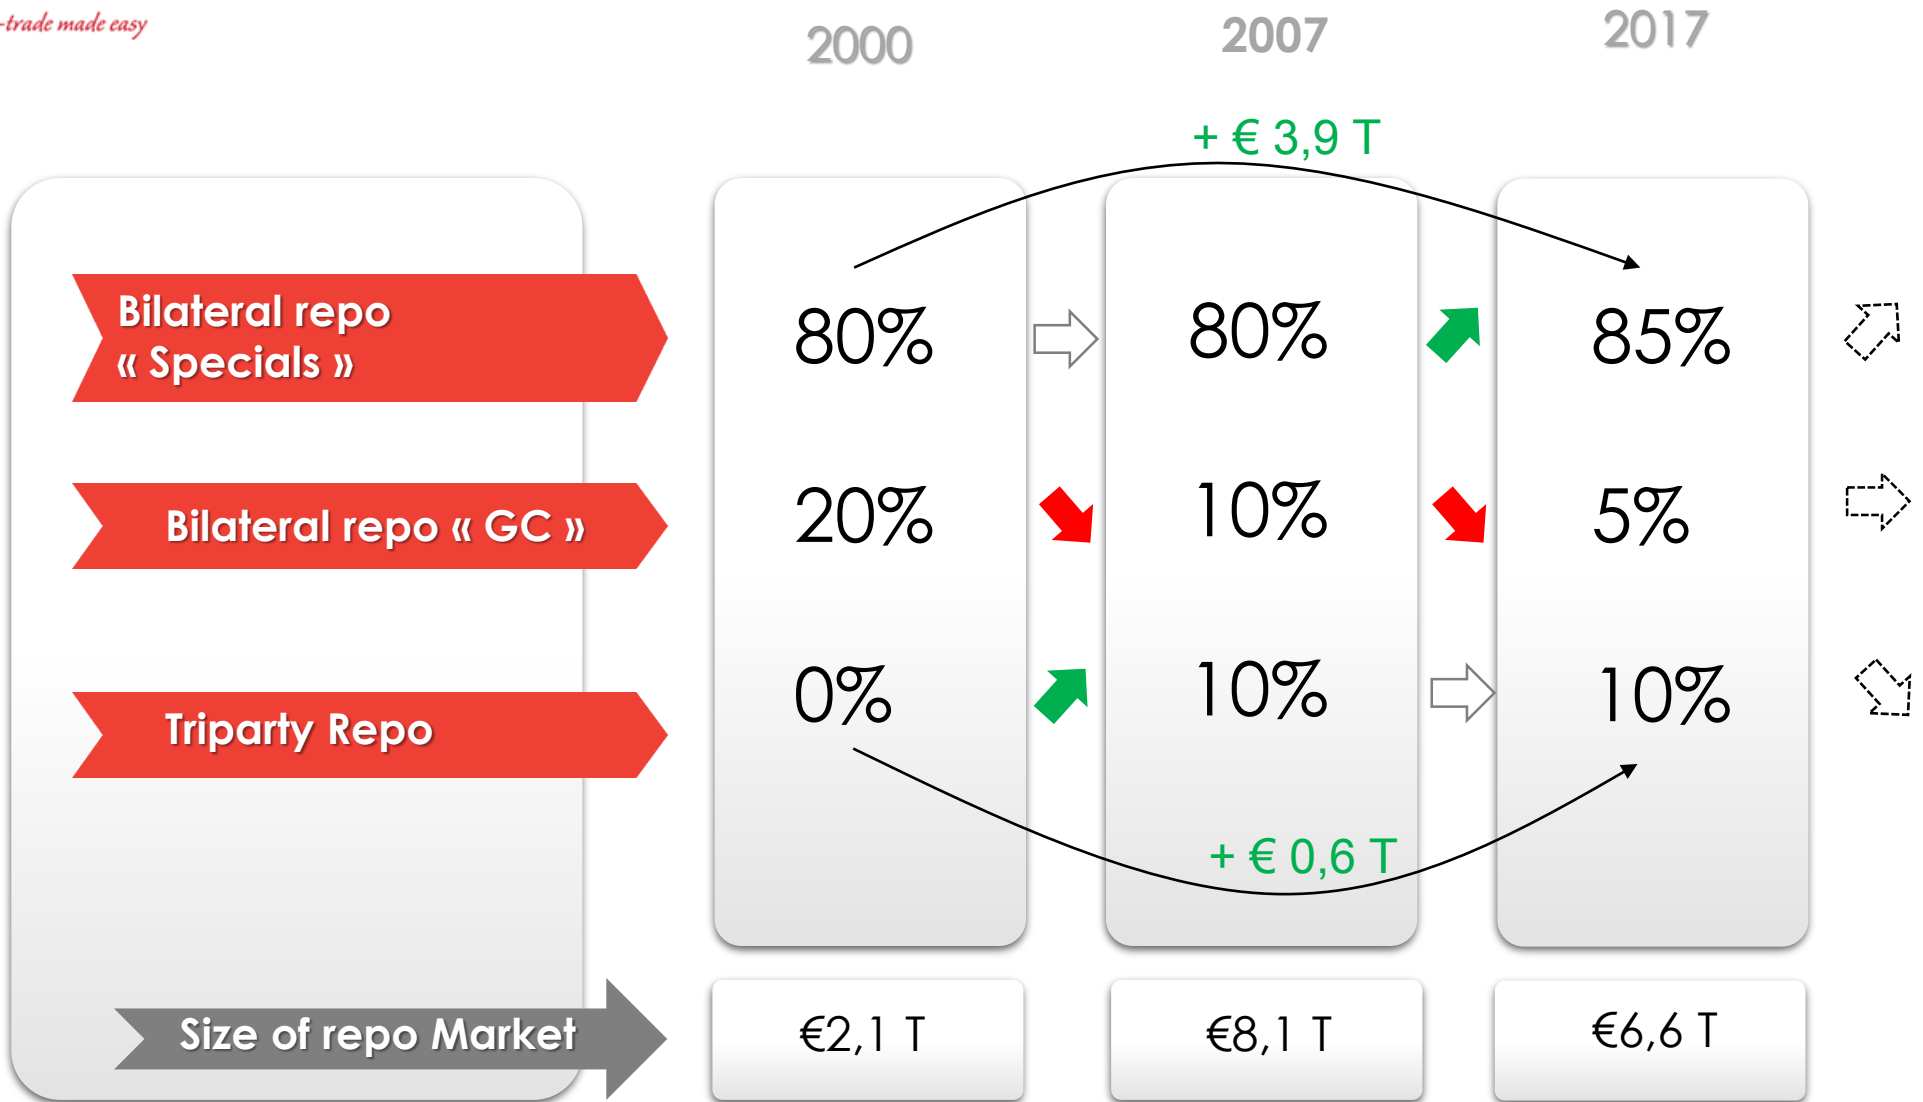 -trade made easy
2000
2007
2017
+ € 3,9 T
Bilateral repo
« Specials »
80%
80%
85%
Bilateral repo « GC »
20%
10%
5%
Triparty Repo
0%
10%
10%
+ € 0,6 T
Size of repo Market
€2,1 T
€8,1 T
€6,6 T